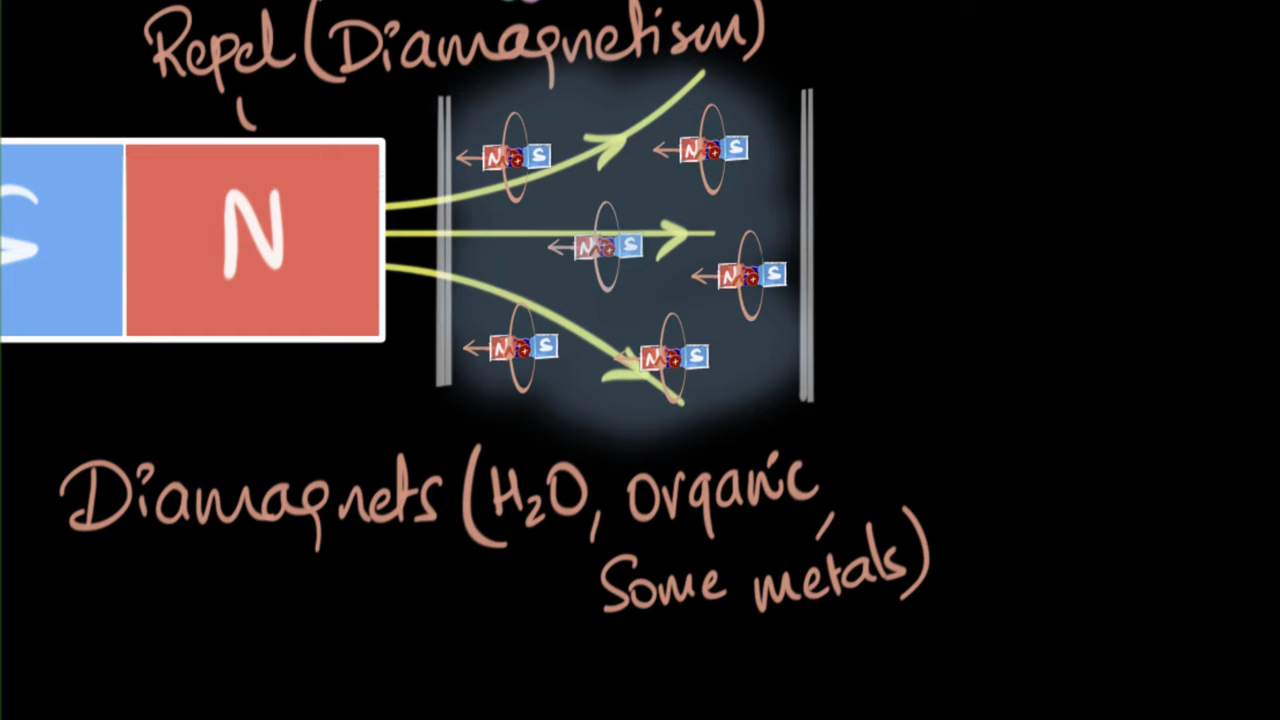 Repel (Diamagnetism)
S N
N S
N S
N S
N S
N S
N S
Diamagnets (H₂O, organic,
Some metals)